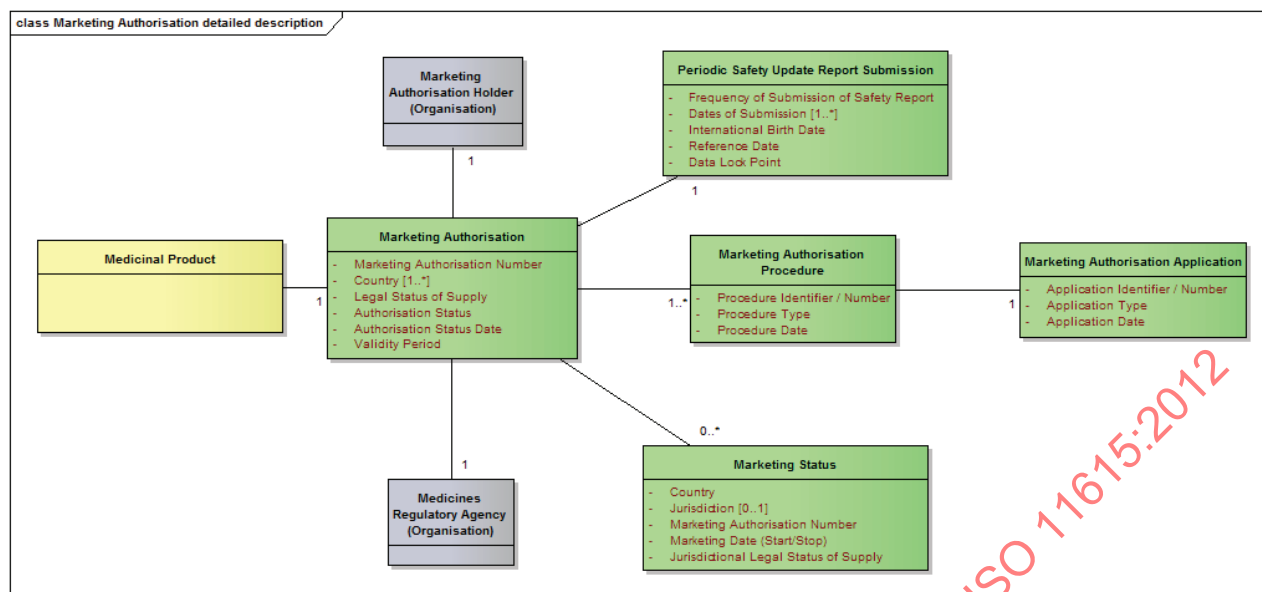 class Marketing Authorisation detailed description
Marketing
Authorisation Holder
(Organisation)
1
Periodic Safety Update Report Submission
- Frequency of Submission of Safety Report
- Dates of Submission [1..*]
- International Birth Date
- Reference Date
- Data Lock Point
1
Medicinal Product
1
Marketing Authorisation
- Marketing Authorisation Number
- Country [1..*]
- Legal Status of Supply
- Authorisation Status
- Authorisation Status Date
- Validity Period
1..*
Marketing Authorisation
Procedure
- Procedure Identifier / Number
- Procedure Type
- Procedure Date
1
Marketing Authorisation Application
- Application Identifier / Number
- Application Type
- Application Date
1
Medicines
Regulatory Agency
(Organisation)
0..*
Marketing Status
- Country
- Jurisdiction [0..1]
- Marketing Authorisation Number
- Marketing Date (Start/Stop)
- Jurisdictional Legal Status of Supply
ISO 11615:2012